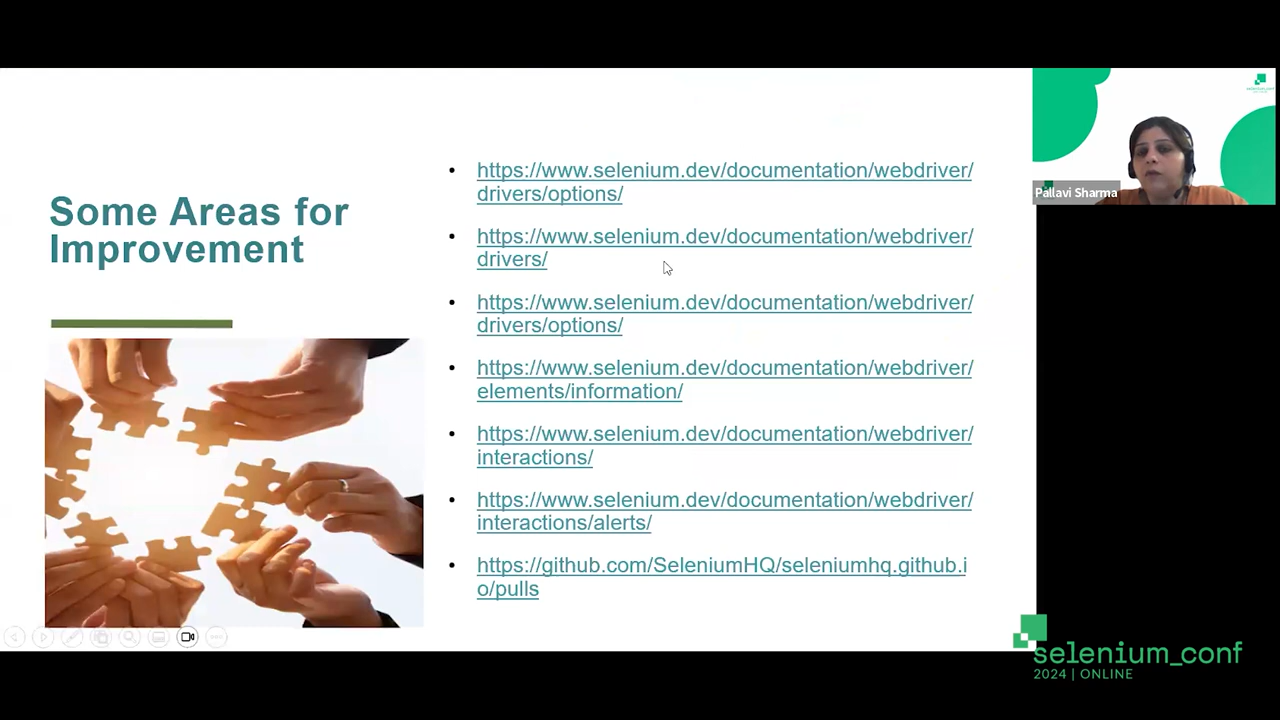 Some Areas for
Improvement
https://www.selenium.dev/documentation/webdriver/
drivers/options/
https://www.selenium.dev/documentation/webdriver/
drivers/
https://www.selenium.dev/documentation/webdriver/
drivers/options/
https://www.selenium.dev/documentation/webdriver/
elements/information/
https://www.selenium.dev/documentation/webdriver/
interactions/
https://www.selenium.dev/documentation/webdriver/
interactions/alerts/
https://github.com/SeleniumHQ/seleniumhq.github.i
o/pulls
Pallavi Sharma
selenium_conf
2024 | ONLINE